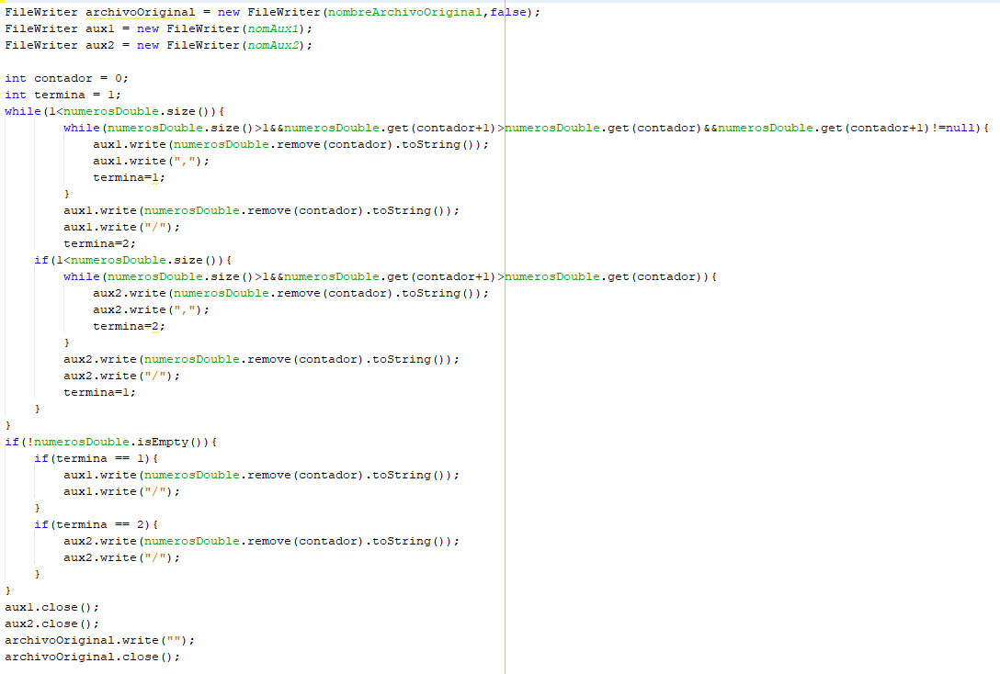 FileWriter archivoOriginal = new FileWriter(nombreArchivoOriginal,false);
FileWriter aux1 = new FileWriter(nomAux1);
FileWriter aux2 = new FileWriter(nomAux2);

int contador = 0;
int termina = 1;
while(1<numerosDouble.size()){
        while(numerosDouble.size()>1&&numerosDouble.get(contador+1)>numerosDouble.get(contador)&&numerosDouble.get(contador+1)!=null){
            aux1.write(numerosDouble.remove(contador).toString());
            aux1.write(",");
            termina=1;
        }
        aux1.write(numerosDouble.remove(contador).toString());
        aux1.write("/");
        termina=2;
    if(1<numerosDouble.size()){
        while(numerosDouble.size()>1&&numerosDouble.get(contador+1)>numerosDouble.get(contador)){
            aux2.write(numerosDouble.remove(contador).toString());
            aux2.write(",");
            termina=2;
        }
        aux2.write(numerosDouble.remove(contador).toString());
        aux2.write("/");
        termina=1;
    }
}
if(!numerosDouble.isEmpty()){
    if(termina == 1){
        aux1.write(numerosDouble.remove(contador).toString());
        aux1.write("/");
    }
    if(termina == 2){
        aux2.write(numerosDouble.remove(contador).toString());
        aux2.write("/");
    }
}
aux1.close();
aux2.close();
archivoOriginal.write("");
archivoOriginal.close();